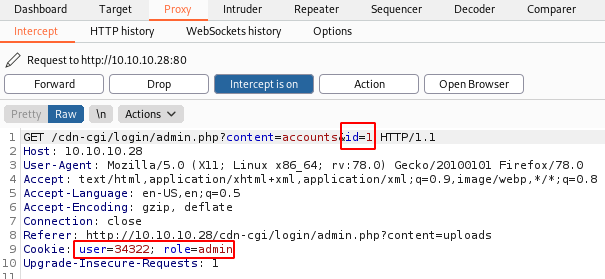 Dashboard Target Proxy Intruder Repeater Sequencer Decoder Comparer
Intercept HTTP history WebSockets history Options
Request to http://10.10.10.28:80
Forward Drop Intercept is on Action Open Browser
Pretty Raw \n Actions
1 GET /cdn-cgi/login/admin.php?content=accounts&id=1 HTTP/1.1
2 Host: 10.10.10.28
3 User-Agent: Mozilla/5.0 (X11; Linux x86_64; rv:78.0) Gecko/20100101 Firefox/78.0
4 Accept: text/html,application/xhtml+xml,application/xml;q=0.9,image/webp,*/*;q=0.8
5 Accept-Language: en-US,en;q=0.5
6 Accept-Encoding: gzip, deflate
7 Connection: close
8 Referer: http://10.10.10.28/cdn-cgi/login/admin.php?content=uploads
9 Cookie: user=34322; role=admin
10 Upgrade-Insecure-Requests: 1